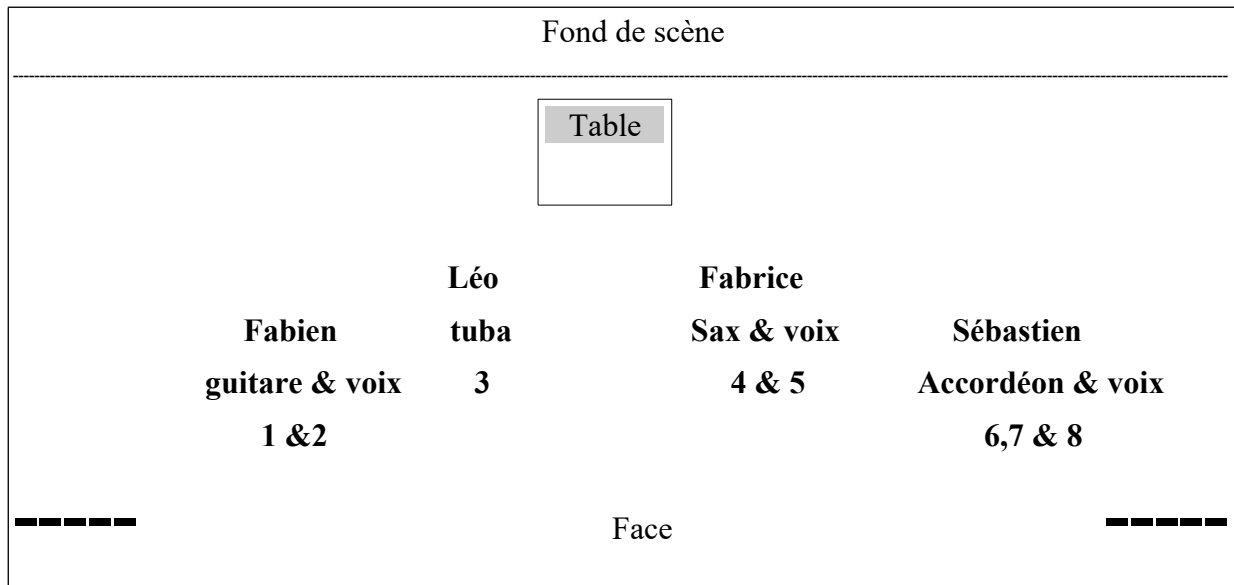 Fond de scène
Table
Léo Fabrice
Fabien tuba Sax & voix Sébastien
guitare & voix 3 4 & 5 Accordéon & voix
1 &2 6,7 & 8
Face